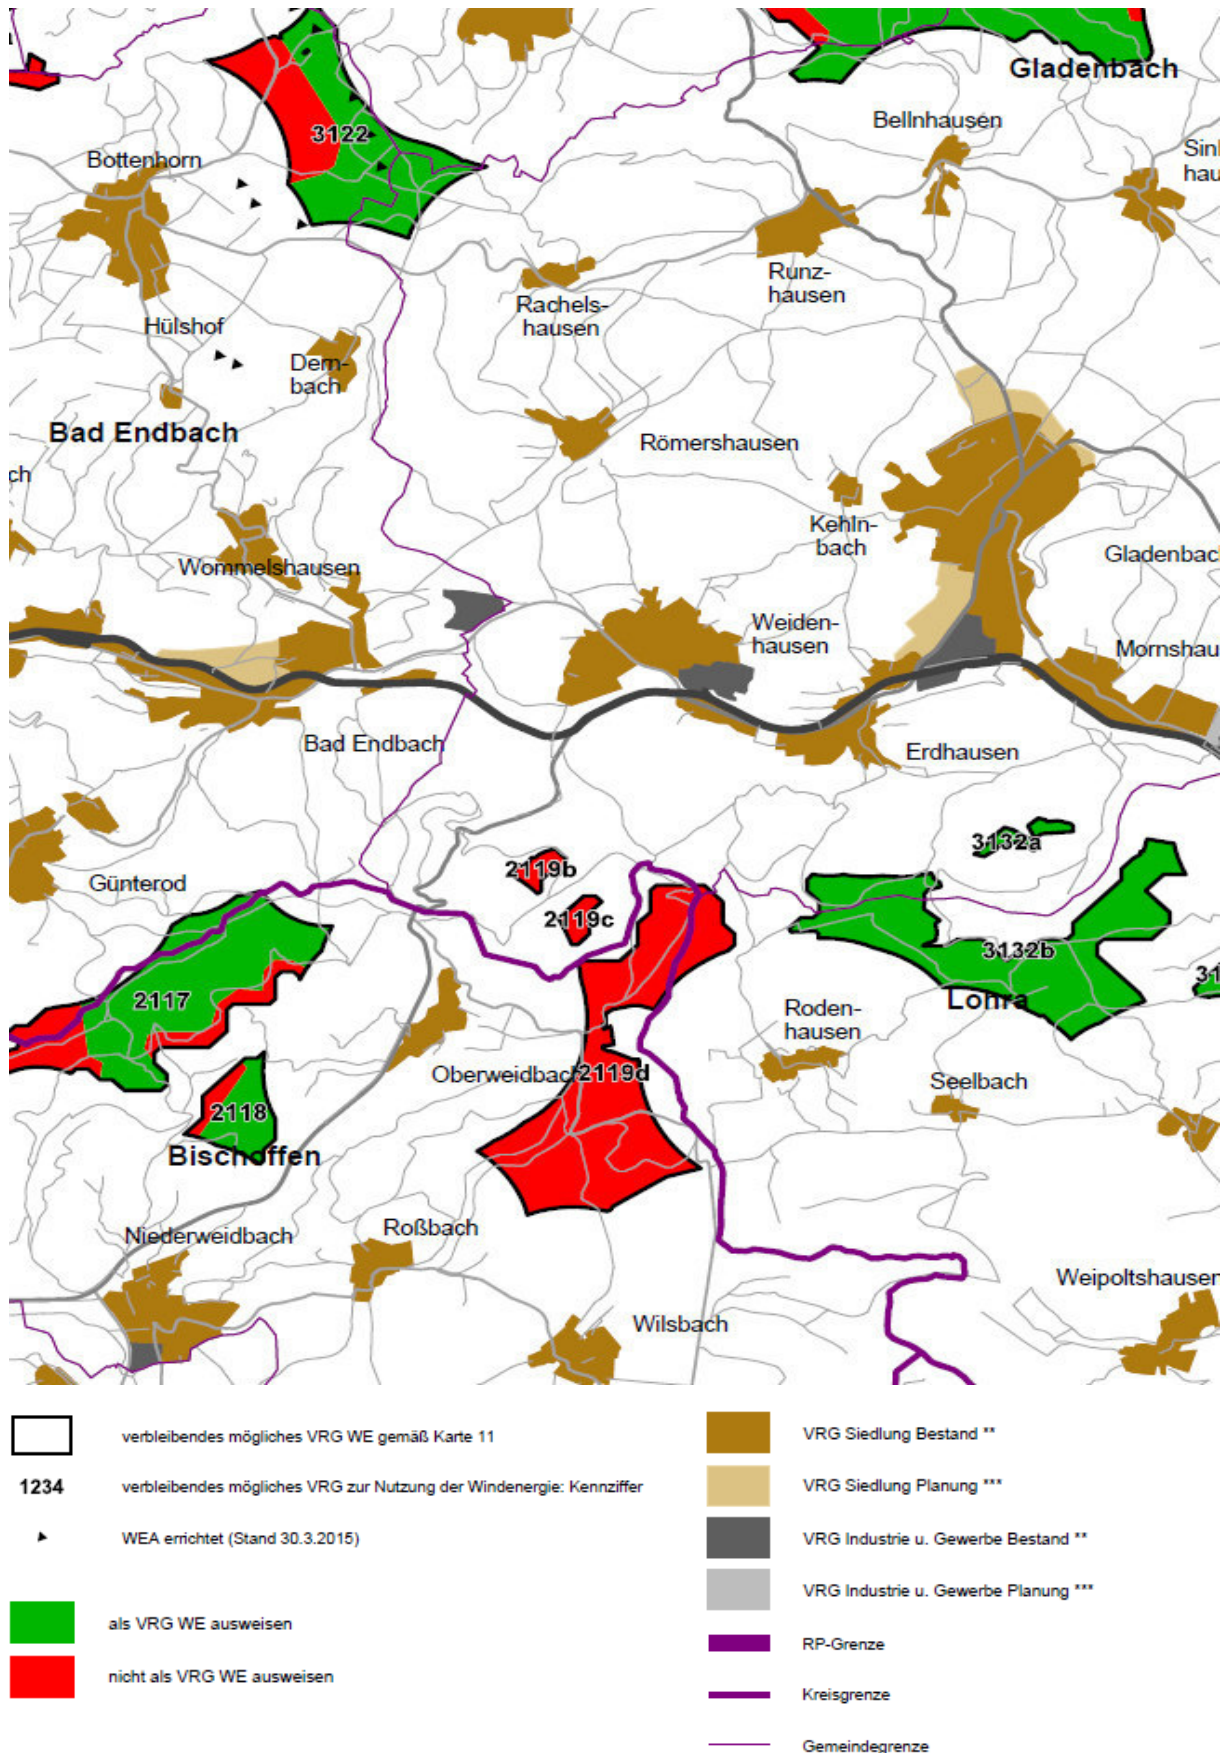 Gladenbach
Bellnhausen
3122
Bottenhorn
Runz-
hausen
Rachels-
hausen
Hülshof
Dern-
bach
Bad Endbach
Römershausen
ch
Kehln-
bach
Wommelshausen
Weiden-
hausen
Bad Endbach
Erdhausen
3132a
2119b
Günterod
2119c
3132b
2117
Lohra
Roden-
hausen
Oberweidbach
2119d
Seelbach
2118
Bischoffen
Niederweidbach
Roßbach
Weipoltshausen
Wilsbach
verbleibendes mögliches VRG WE gemäß Karte 11
1234
verbleibendes mögliches VRG zur Nutzung der Windenergie: Kennziffer
WEA errichtet (Stand 30.3.2015)
als VRG WE ausweisen
nicht als VRG WE ausweisen
VRG Siedlung Bestand **
VRG Siedlung Planung ***
VRG Industrie u. Gewerbe Bestand **
VRG Industrie u. Gewerbe Planung ***
RP-Grenze
Kreisgrenze
Gemeindegrenze